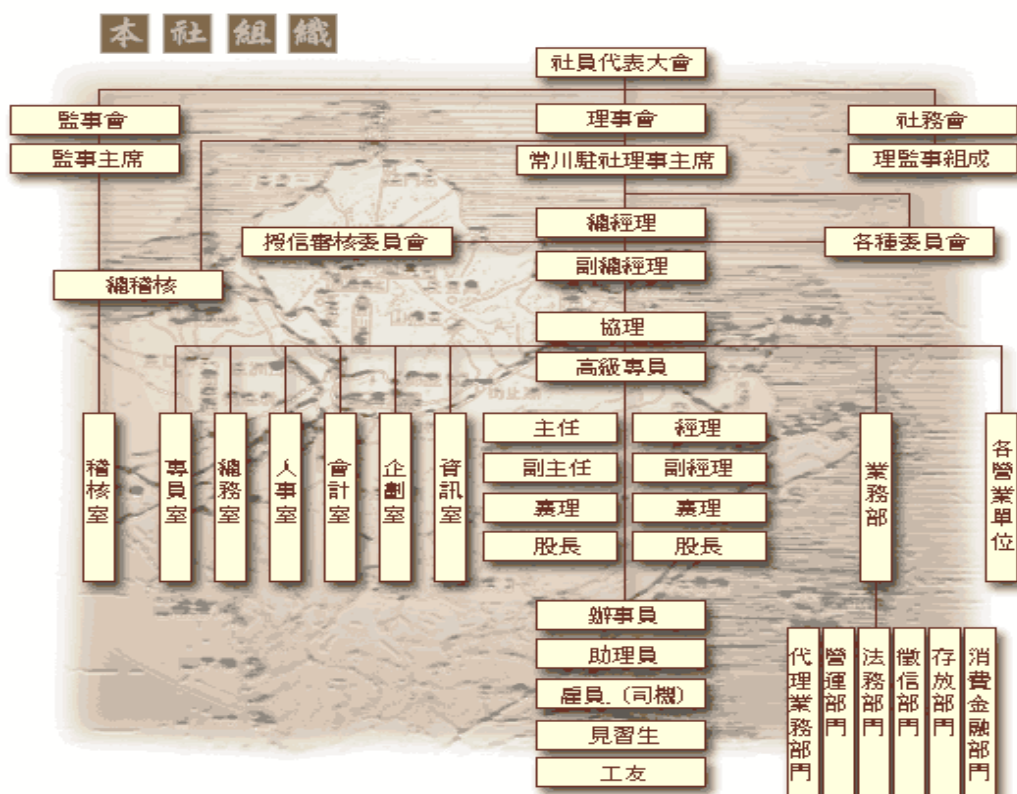 本社組織
社員代表大會
監事會
理事會
社務會
監事主席
常川駐社理事主席
理監事組成
總經理
授信審核委員會
各種委員會
副總經理
總稽核
協理
高級專員
稽核室
專員室
總務室
人事室
會計室
企劃室
資訊室
主任
經理
副主任
副經理
襄理
襄理
股長
股長
業務部
各營業單位
辦事員
助理員
雇員.(司機)
見習生
工友
代理業務部門
營運部門
法務部門
徵信部門
存放部門
消費金融部門